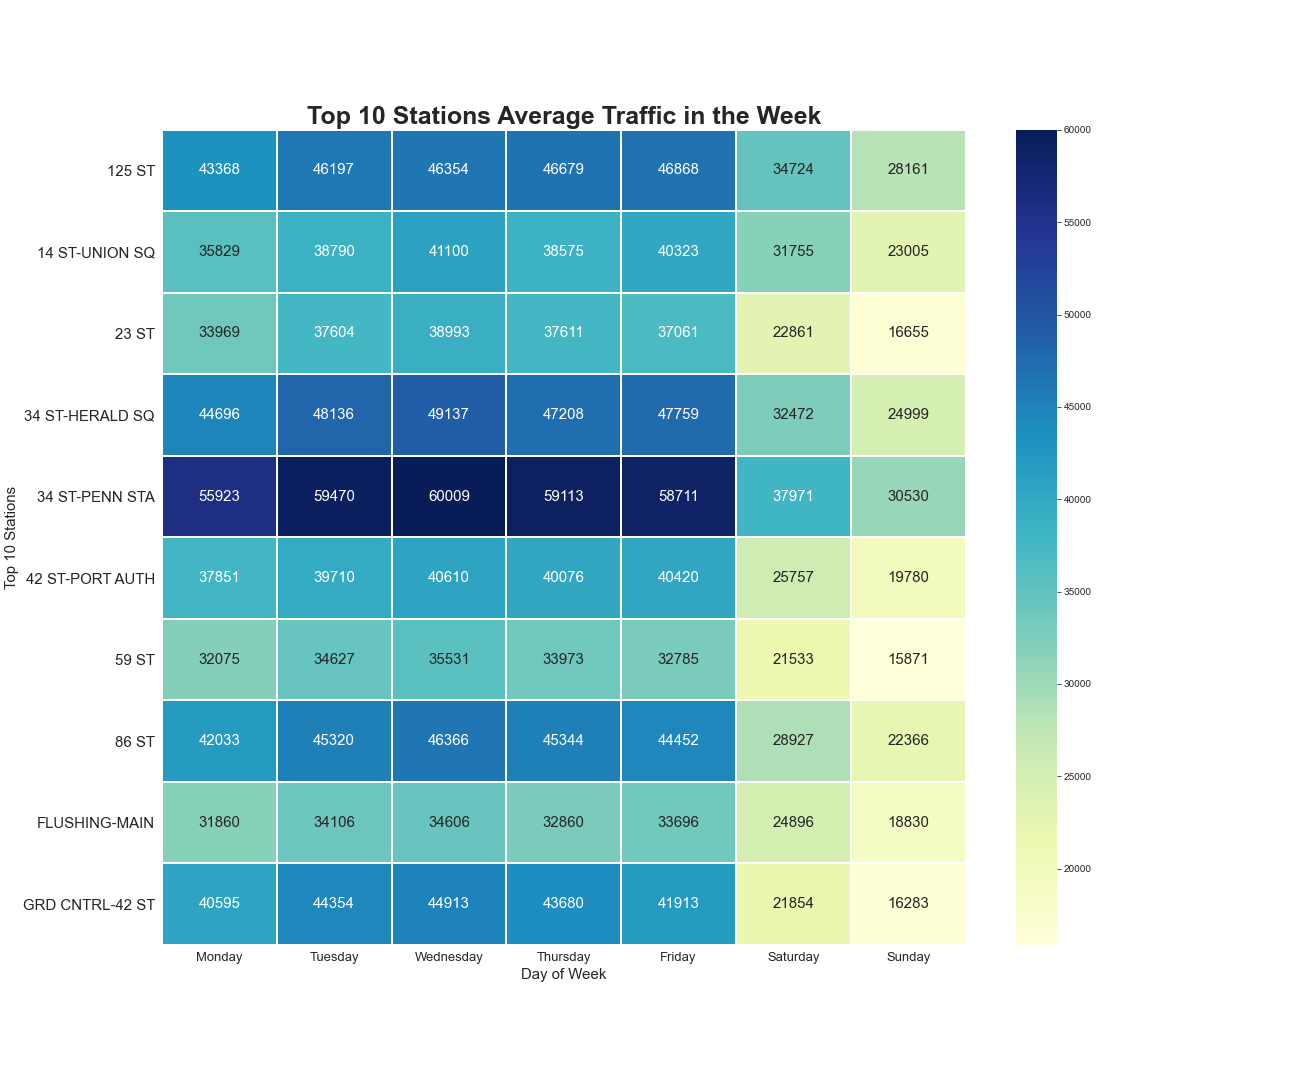 Top 10 Stations Average Traffic in the Week
Top 10 Stations
125 ST 43368 46197 46354 46679 46868 34724 28161
14 ST-UNION SQ 35829 38790 41100 38575 40323 31755 23005
23 ST 33969 37604 38993 37611 37061 22861 16655
34 ST-HERALD SQ 44696 48136 49137 47208 47759 32472 24999
34 ST-PENN STA 55923 59470 60009 59113 58711 37971 30530
42 ST-PORT AUTH 37851 39710 40610 40076 40420 25757 19780
59 ST 32075 34627 35531 33973 32785 21533 15871
86 ST 42033 45320 46366 45344 44452 28927 22366
FLUSHING-MAIN 31860 34106 34606 32860 33696 24896 18830
GRD CNTRL-42 ST 40595 44354 44913 43680 41913 21854 16283
Monday Tuesday Wednesday Thursday Friday Saturday Sunday
Day of Week
60000
55000
50000
45000
40000
35000
30000
25000
20000